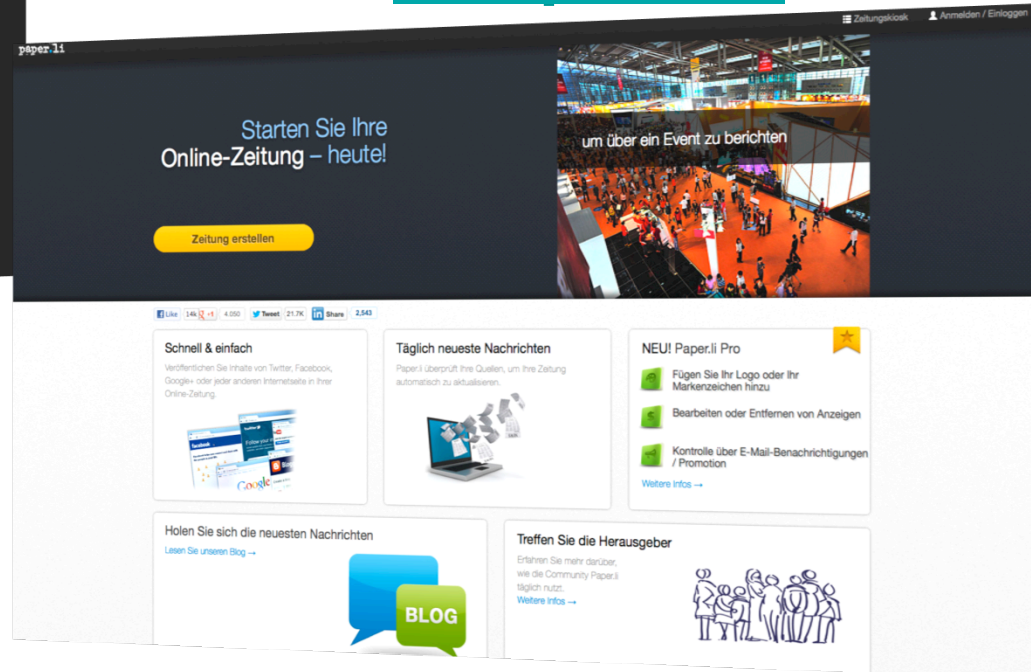 Zeitungskiosk
Anmelden / Einloggen
paper.li
Starten Sie Ihre
Online-Zeitung – heute!
um über ein Event zu berichten
Zeitung erstellen
Like 14k +1 4.050 Tweet 21.7K in Share 2,543
Schnell & einfach
Veröffentlichen Sie Inhalte von Twitter, Facebook,
Google+ oder jeder anderen Internetseite in Ihrer
Online-Zeitung.
facebook
Follow your
Google
Täglich neueste Nachrichten
Paper.li überprüft Ihre Quellen, um Ihre Zeitung
automatisch zu aktualisieren.
NEU! Paper.li Pro
Fügen Sie Ihr Logo oder Ihr
Markenzeichen hinzu
Bearbeiten oder Entfernen von Anzeigen
Kontrolle über E-Mail-Benachrichtigungen
/ Promotion
Weitere Infos →
Holen Sie sich die neuesten Nachrichten
Lesen Sie unseren Blog →
BLOG
Treffen Sie die Herausgeber
Erfahren Sie mehr darüber,
wie die Community Paper.li
täglich nutzt.
Weitere Infos →